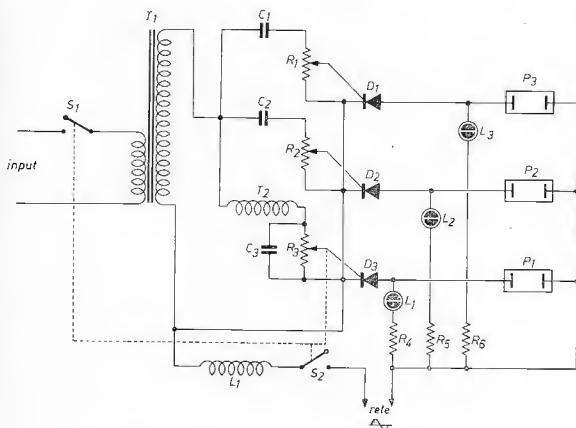 T1
C1
R1
D1
P3
S1
C2
L3
R2
D2
P2
input
T2
L2
C3
R3
D3
P1
L1
R4
R5
R6
L1
S2
rete